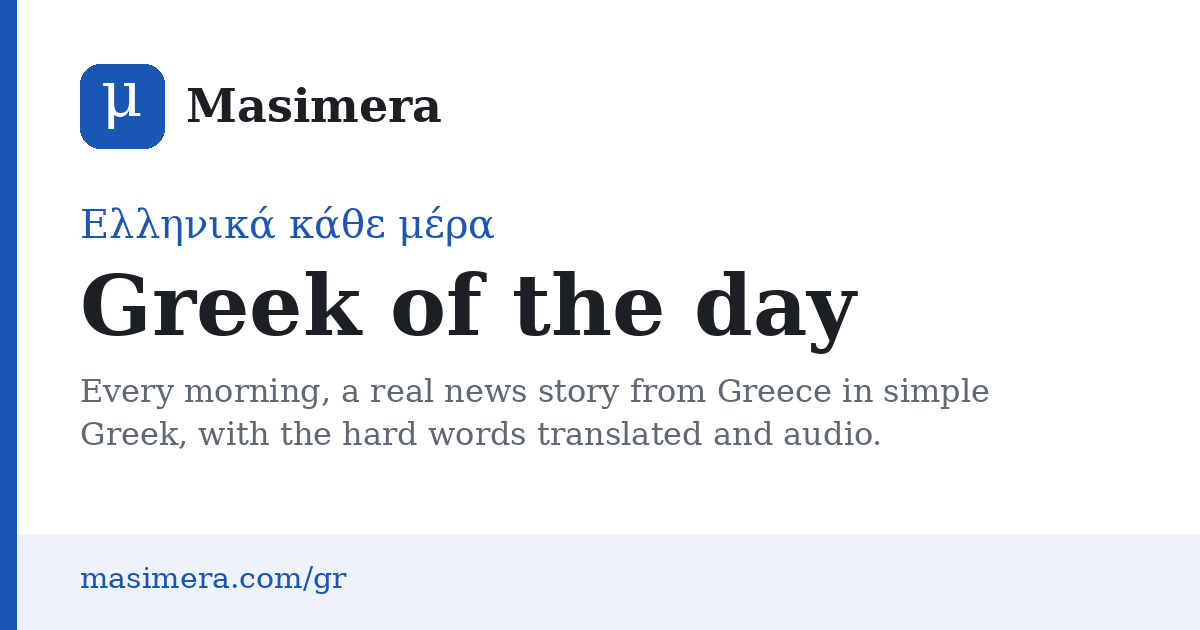 μ
Masimera
Ελληνικά κάθε μέρα
Greek of the day
Every morning, a real news story from Greece in simple
Greek, with the hard words translated and audio.
masimera.com/gr